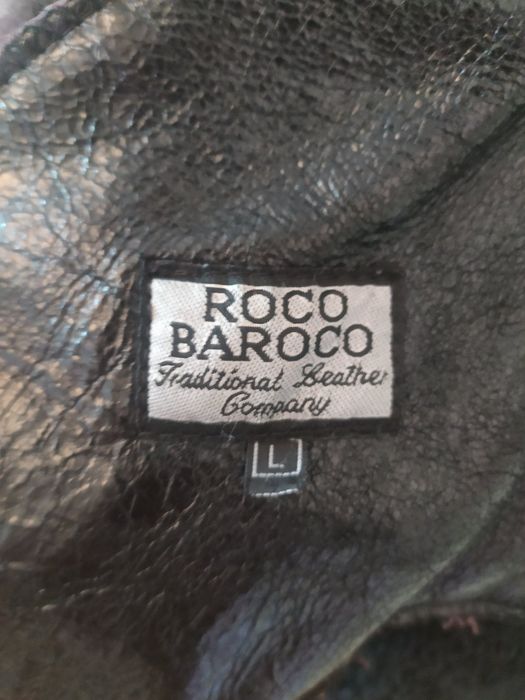 ROCO
BAROCO
Traditional Leather
Company
L